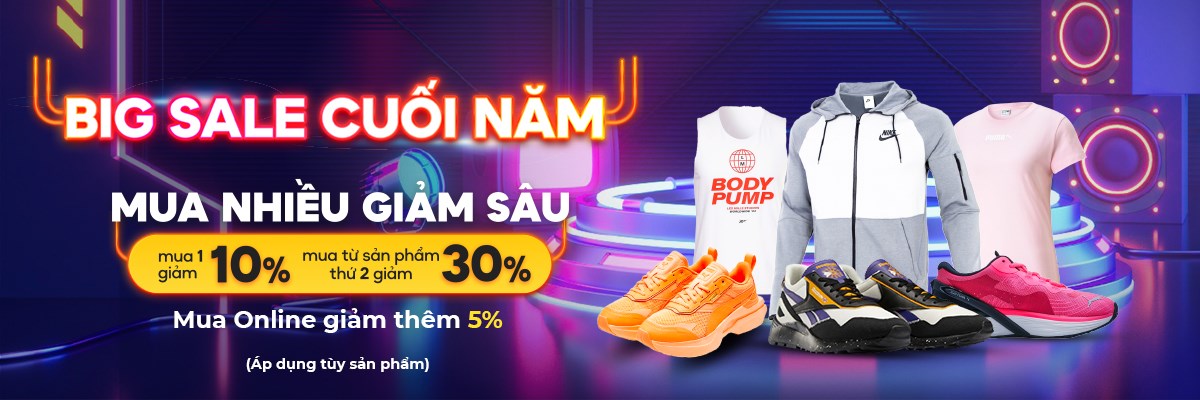 BIG SALE CUỐI NĂM
MUA NHIỀU GIẢM SÂU
mua 1
giảm
10%
mua từ sản phẩm
thứ 2 giảm
30%
Mua Online giảm thêm 5%
(Áp dụng tùy sản phẩm)
L M
BODY
PUMP
NIKE